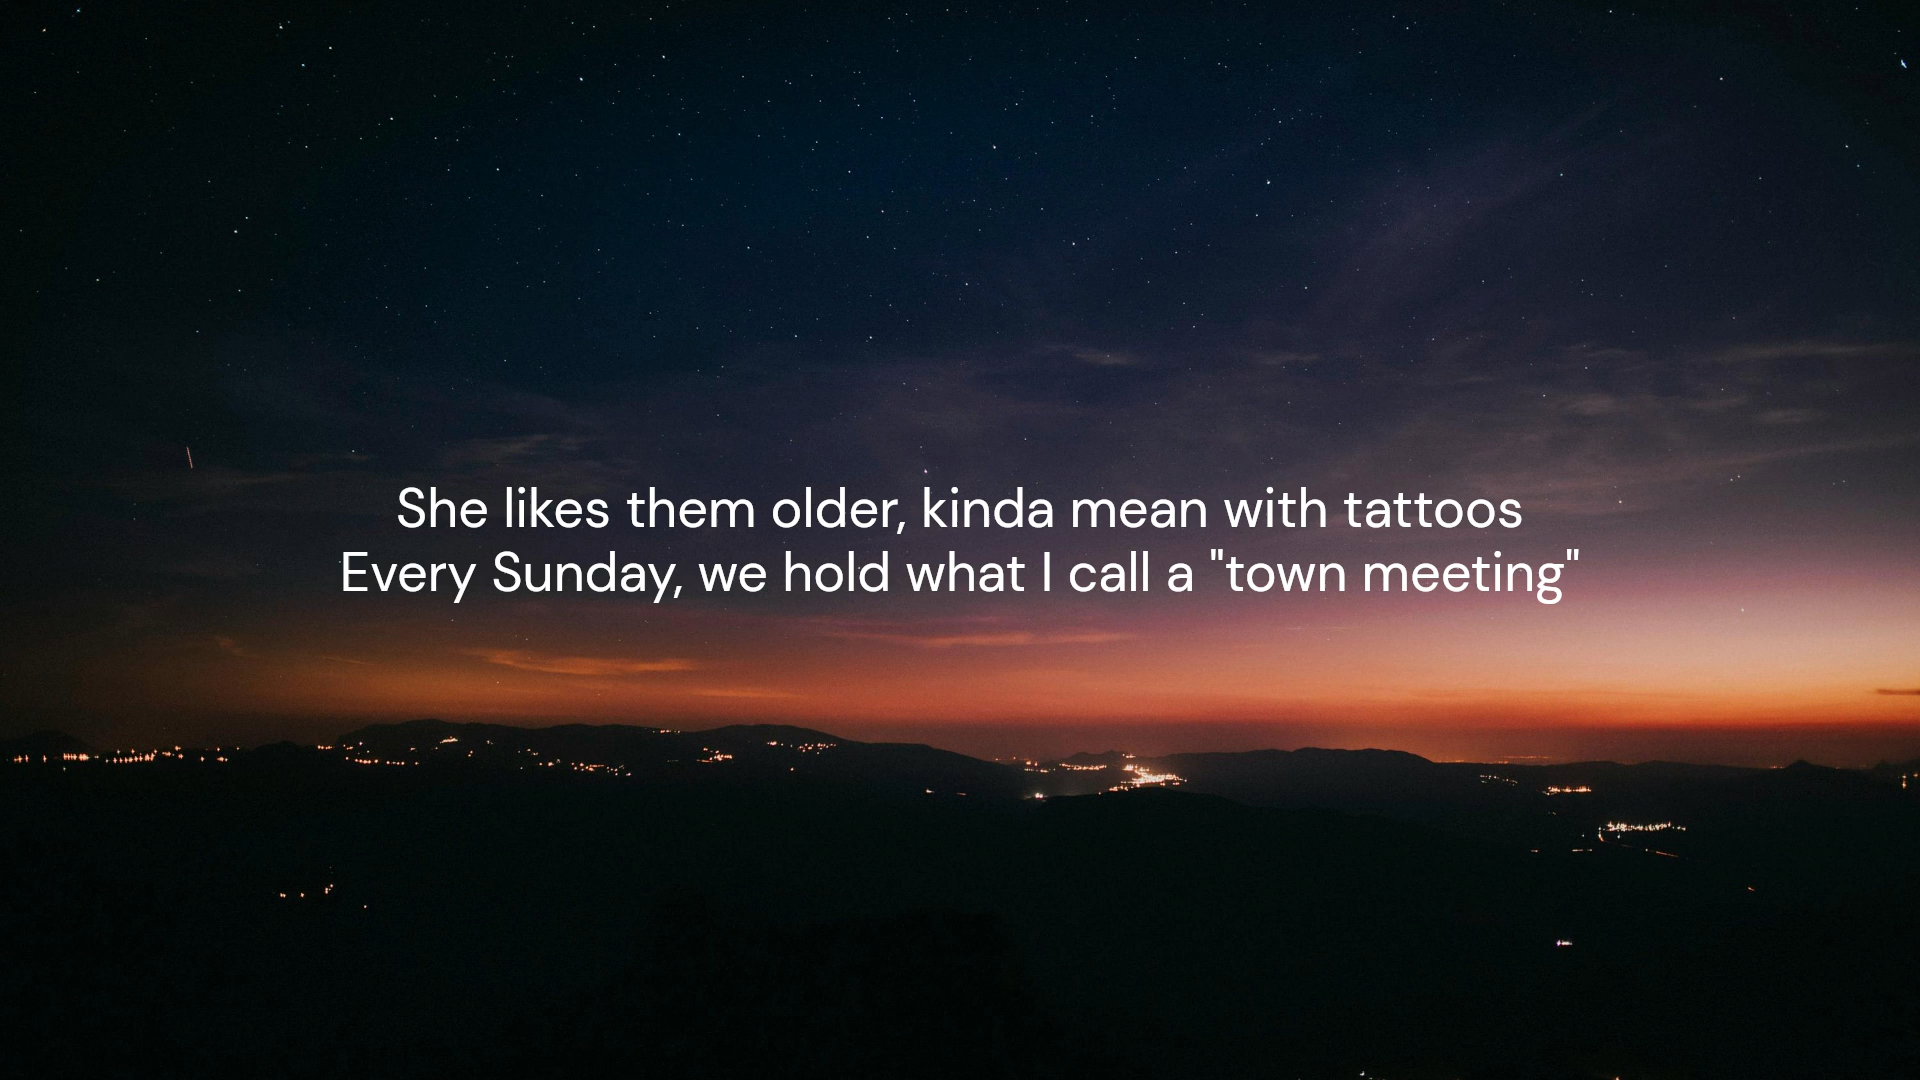 She likes them older, kinda mean with tattoos
Every Sunday, we hold what I call a "town meeting"